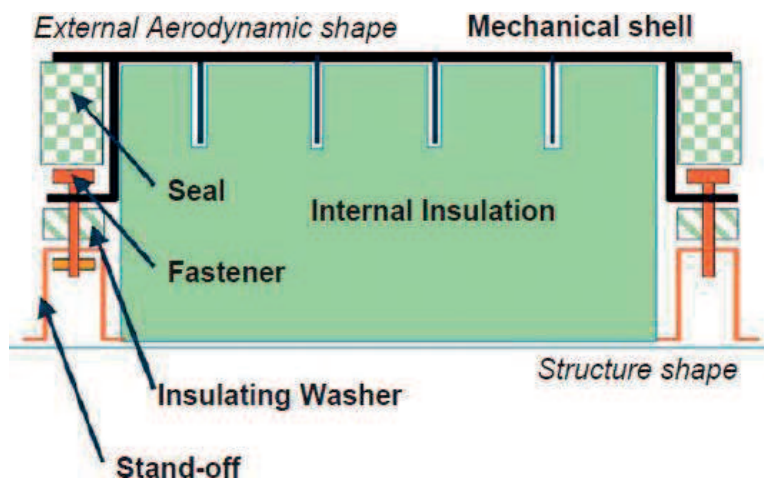 External Aerodynamic shape
Mechanical shell
Seal
Internal Insulation
Fastener
Structure shape
Insulating Washer
Stand-off